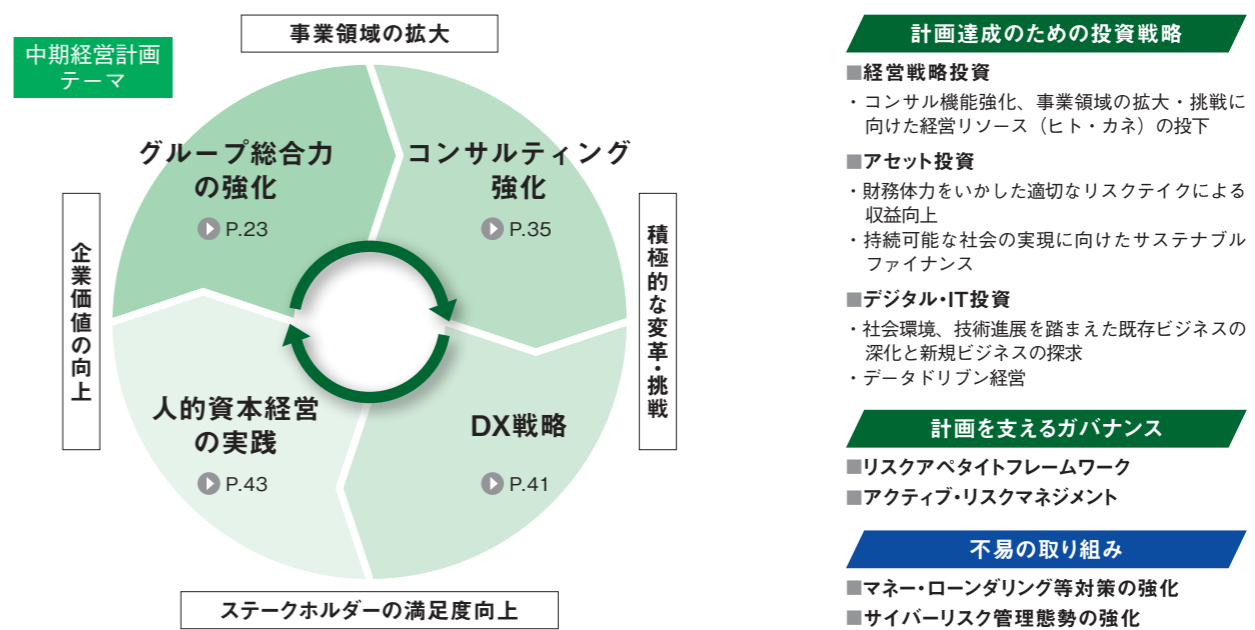 中期経営計画
テーマ
事業領域の拡大
グループ総合力
の強化
P.23
コンサルティング
強化
P.35
企業価値の向上
積極的な変革・挑戦
人的資本経営
の実践
P.43
DX戦略
P.41
ステークホルダーの満足度向上
計画達成のための投資戦略
■経営戦略投資
・コンサル機能強化、事業領域の拡大・挑戦に
向けた経営リソース（ヒト・カネ）の投下
■アセット投資
・財務体力をいかした適切なリスクテイクによる
収益向上
・持続可能な社会の実現に向けたサステナブル
ファイナンス
■デジタル・IT投資
・社会環境、技術進展を踏まえた既存ビジネスの
深化と新規ビジネスの探求
・データドリブン経営
計画を支えるガバナンス
■リスクアペタイトフレームワーク
■アクティブ・リスクマネジメント
不易の取り組み
■マネー・ローンダリング等対策の強化
■サイバーリスク管理態勢の強化